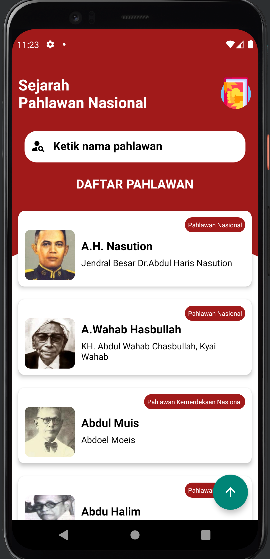 11:23
Sejarah
Pahlawan Nasional
Ketik nama pahlawan
DAFTAR PAHLAWAN
Pahlawan Nasional
A.H. Nasution
Jendral Besar Dr.Abdul Haris Nasution
Pahlawan Nasional
A.Wahab Hasbullah
KH. Abdul Wahab Chasbullah, Kyai
Wahab
Pahlawan Kemerdekaan Nasional
Abdul Muis
Abdoel Moeis
Pahlawa
Abdu Halim